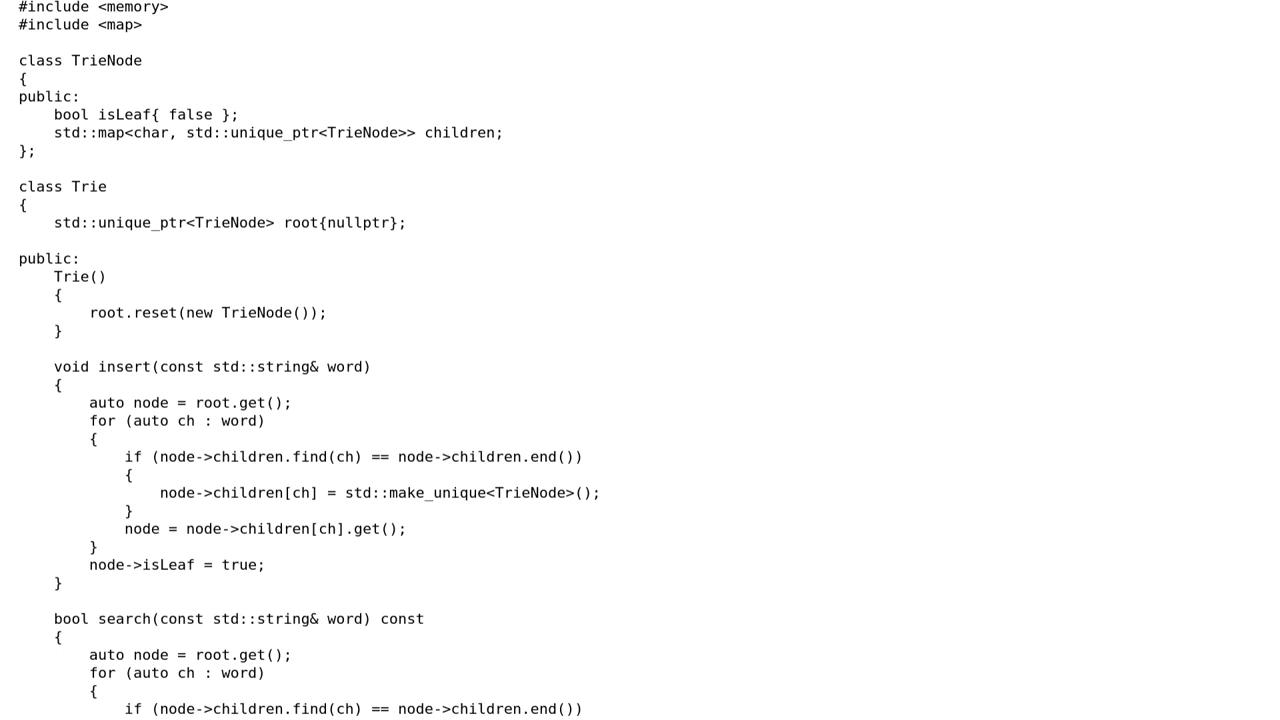 #include <memory>
#include <map>

class TrieNode
{
public:
    bool isLeaf{ false };
    std::map<char, std::unique_ptr<TrieNode>> children;
};

class Trie
{
    std::unique_ptr<TrieNode> root{nullptr};

public:
    Trie()
    {
        root.reset(new TrieNode());
    }

    void insert(const std::string& word)
    {
        auto node = root.get();
        for (auto ch : word)
        {
            if (node->children.find(ch) == node->children.end())
            {
                node->children[ch] = std::make_unique<TrieNode>();
            }
            node = node->children[ch].get();
        }
        node->isLeaf = true;
    }

    bool search(const std::string& word) const
    {
        auto node = root.get();
        for (auto ch : word)
        {
            if (node->children.find(ch) == node->children.end())